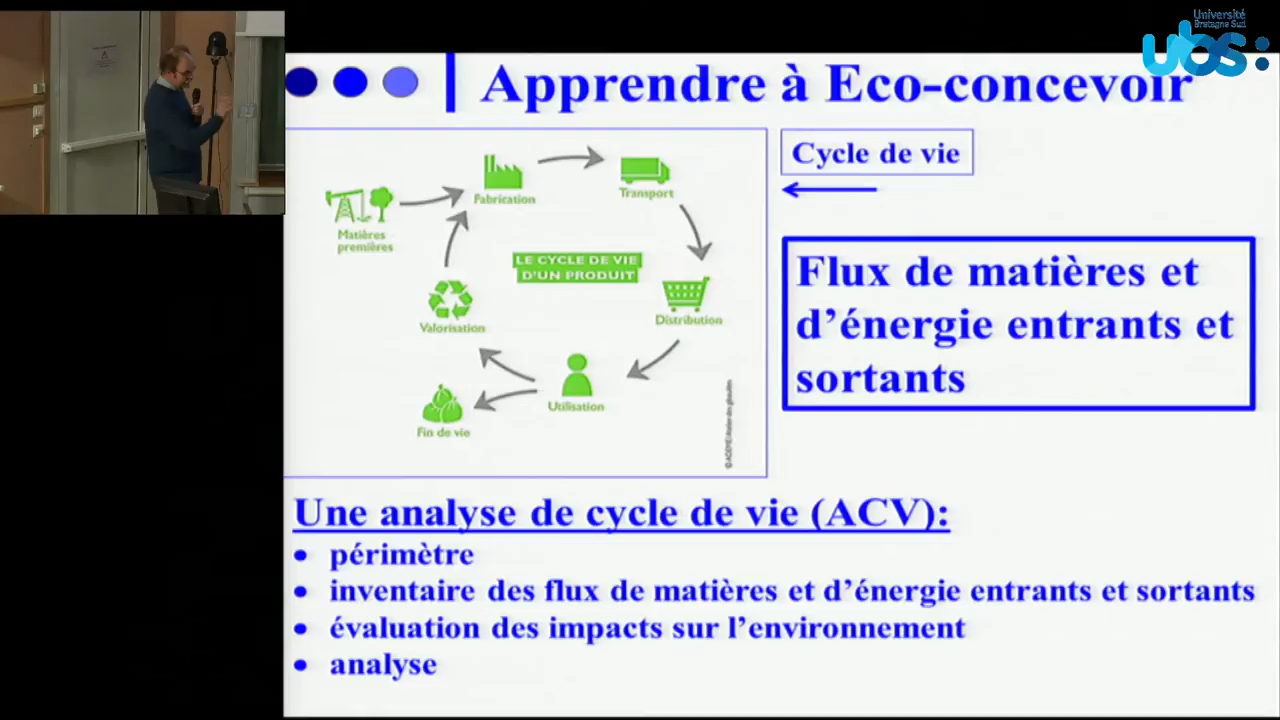 Université
Bretagne Sud
ubs:
Apprendre à Eco-concevoir
Cycle de vie
Fabrication
Transport
Matières
premières
LE CYCLE DE VIE
D'UN PRODUIT
Valorisation
Distribution
Utilisation
Fin de vie
Flux de matières et
d'énergie entrants et
sortants
Une analyse de cycle de vie (ACV):
• périmètre
• inventaire des flux de matières et d'énergie entrants et sortants
• évaluation des impacts sur l'environnement
• analyse